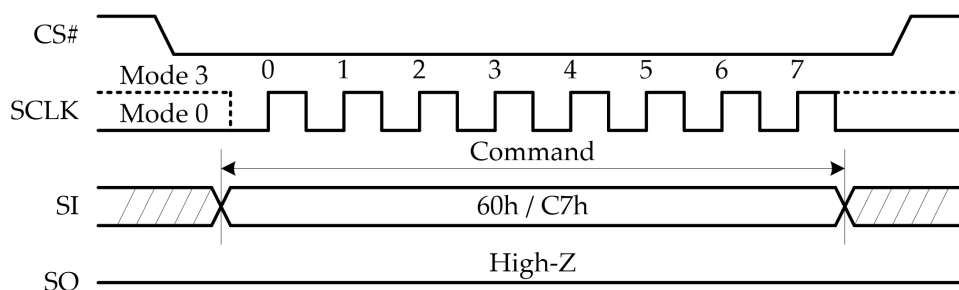 CS#
0 1 2 3 4 5 6 7
Mode 3
SCLK
Mode 0
Command
SI
60h / C7h
High-Z
SO